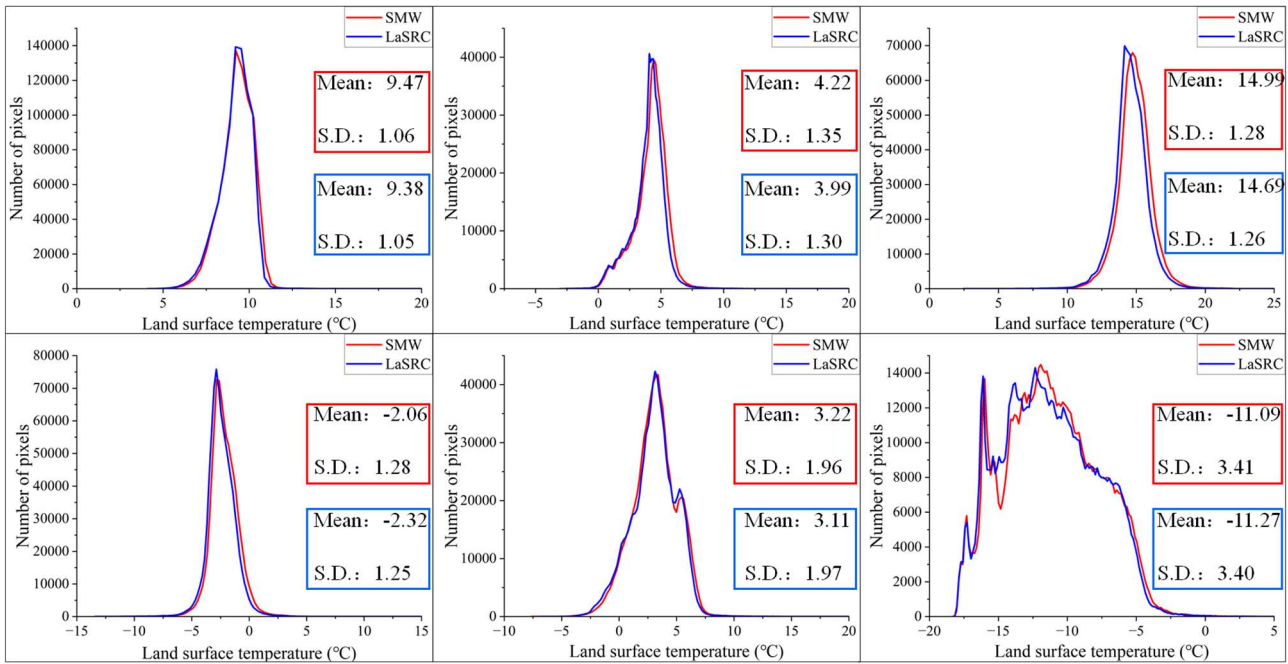 SMW
LaSRC
Number of pixels
140000
120000
100000
80000
60000
40000
20000
0
Mean：9.47
S.D.：1.06
Mean：9.38
S.D.：1.05
0 5 10 15 20
Land surface temperature (℃)
SMW
LaSRC
Number of pixels
40000
30000
20000
10000
0
Mean：4.22
S.D.：1.35
Mean：3.99
S.D.：1.30
−5 0 5 10 15 20
Land surface temperature (℃)
SMW
LaSRC
Number of pixels
70000
60000
50000
40000
30000
20000
10000
0
Mean：14.99
S.D.：1.28
Mean：14.69
S.D.：1.26
0 5 10 15 20 25
Land surface temperature (℃)
SMW
LaSRC
Number of pixels
80000
70000
60000
50000
40000
30000
20000
10000
0
Mean：-2.06
S.D.：1.28
Mean：-2.32
S.D.：1.25
−15 −10 −5 0 5 10 15
Land surface temperature (℃)
SMW
LaSRC
Number of pixels
40000
30000
20000
10000
0
Mean：3.22
S.D.：1.96
Mean：3.11
S.D.：1.97
−10 −5 0 5 10 15 20
Land surface temperature (℃)
SMW
LaSRC
Number of pixels
14000
12000
10000
8000
6000
4000
2000
0
Mean：-11.09
S.D.：3.41
Mean：-11.27
S.D.：3.40
−20 −15 −10 −5 0 5
Land surface temperature (℃)